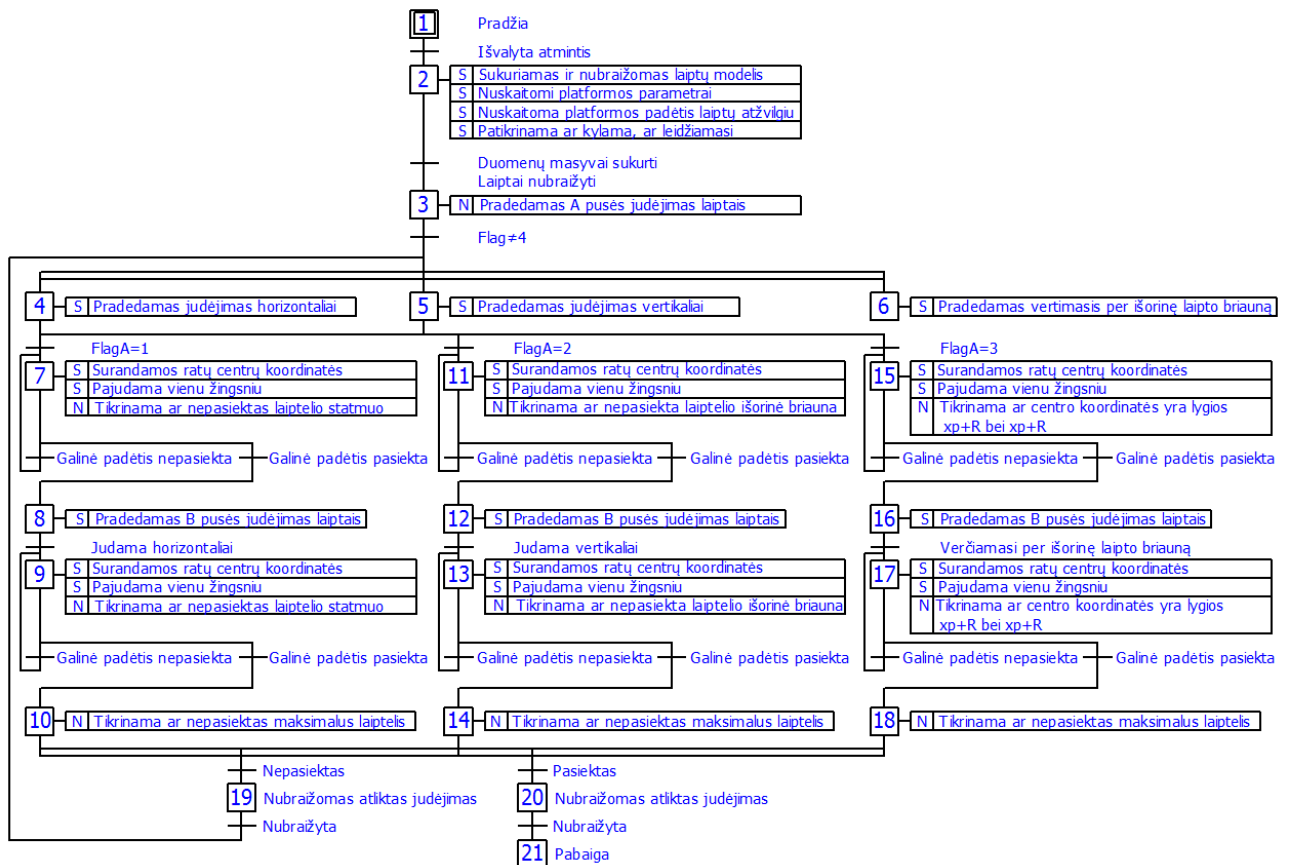 1 Pradžia
Išvalyta atmintis
2 S Sukuriamas ir nubraižomas laiptų modelis
S Nuskaitomi platformos parametrai
S Nuskaitoma platformos padėtis laiptų atžvilgiu
S Patikrinama ar kylama, ar leidžiamasi
Duomenų masyvai sukurti
Laiptai nubraižyti
3 N Pradedamas A pusės judėjimas laiptais
Flag≠4
4 S Pradedamas judėjimas horizontaliai
5 S Pradedamas judėjimas vertikaliai
6 S Pradedamas vertimasis per išorinę laipto briauną
FlagA=1
7 S Surandamos ratų centrų koordinatės
S Pajudama vienu žingsniu
N Tikrinama ar nepasiektas laiptelio statmuo
Galinė padėtis nepasiekta Galinė padėtis pasiekta
FlagA=2
11 S Surandamos ratų centrų koordinatės
S Pajudama vienu žingsniu
N Tikrinama ar nepasiekta laiptelio išorinė briauna
Galinė padėtis nepasiekta Galinė padėtis pasiekta
FlagA=3
15 S Surandamos ratų centrų koordinatės
S Pajudama vienu žingsniu
N Tikrinama ar centro koordinatės yra lygios
xp+R bei xp+R
Galinė padėtis nepasiekta Galinė padėtis pasiekta
8 S Pradedamas B pusės judėjimas laiptais
12 S Pradedamas B pusės judėjimas laiptais
16 S Pradedamas B pusės judėjimas laiptais
Judama horizontaliai
9 S Surandamos ratų centrų koordinatės
S Pajudama vienu žingsniu
N Tikrinama ar nepasiektas laiptelio statmuo
Galinė padėtis nepasiekta Galinė padėtis pasiekta
Judama vertikaliai
13 S Surandamos ratų centrų koordinatės
S Pajudama vienu žingsniu
N Tikrinama ar nepasiekta laiptelio išorinė briauna
Galinė padėtis nepasiekta Galinė padėtis pasiekta
Verčiamasi per išorinę laipto briauną
17 S Surandamos ratų centrų koordinatės
S Pajudama vienu žingsniu
N Tikrinama ar centro koordinatės yra lygios
xp+R bei xp+R
Galinė padėtis nepasiekta Galinė padėtis pasiekta
10 N Tikrinama ar nepasiektas maksimalus laiptelis
14 N Tikrinama ar nepasiektas maksimalus laiptelis
18 N Tikrinama ar nepasiektas maksimalus laiptelis
Nepasiektas
19 Nubraižomas atliktas judėjimas
Nubraižyta
Pasiektas
20 Nubraižomas atliktas judėjimas
Nubraižyta
21 Pabaiga